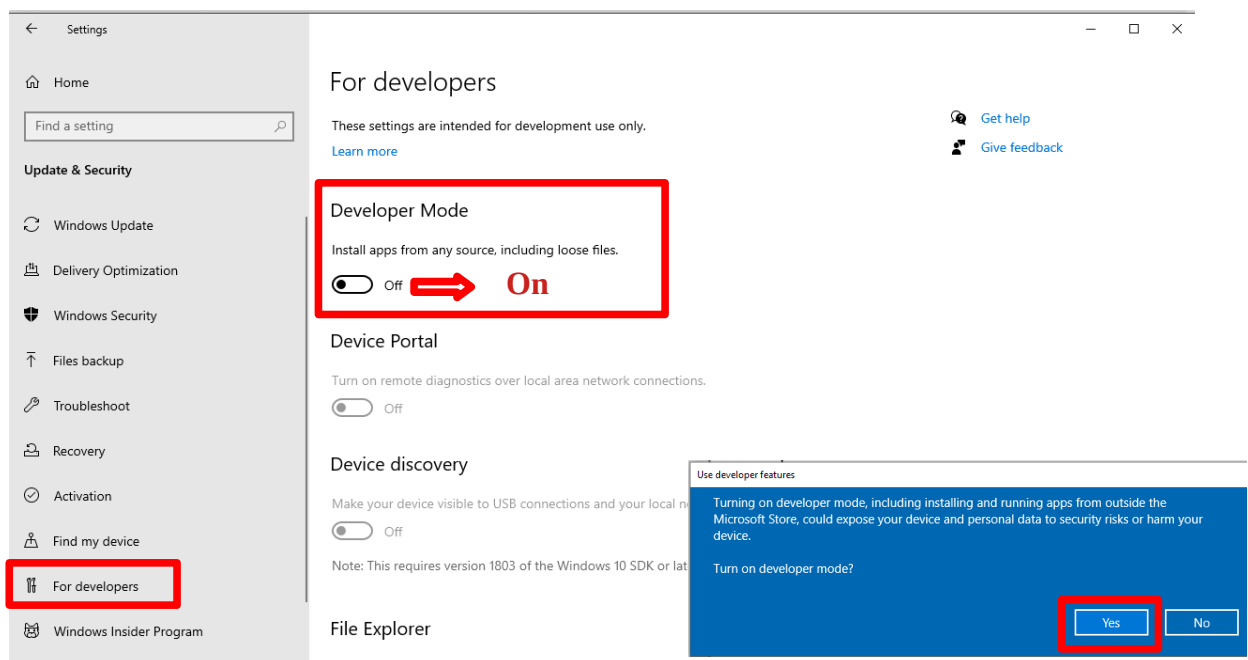 Settings
Home
Find a setting
Update & Security
Windows Update
Delivery Optimization
Windows Security
Files backup
Troubleshoot
Recovery
Activation
Find my device
For developers
Windows Insider Program
For developers
These settings are intended for development use only.
Learn more
Get help
Give feedback
Developer Mode
Install apps from any source, including loose files.
Off
On
Device Portal
Turn on remote diagnostics over local area network connections.
Off
Device discovery
Make your device visible to USB connections and your local
Off
Note: This requires version 1803 of the Windows 10 SDK or
File Explorer
Use developer features
Turning on developer mode, including installing and running apps from outside the
Microsoft Store, could expose your device and personal data to security risks or harm your
device.
Turn on developer mode?
Yes
No